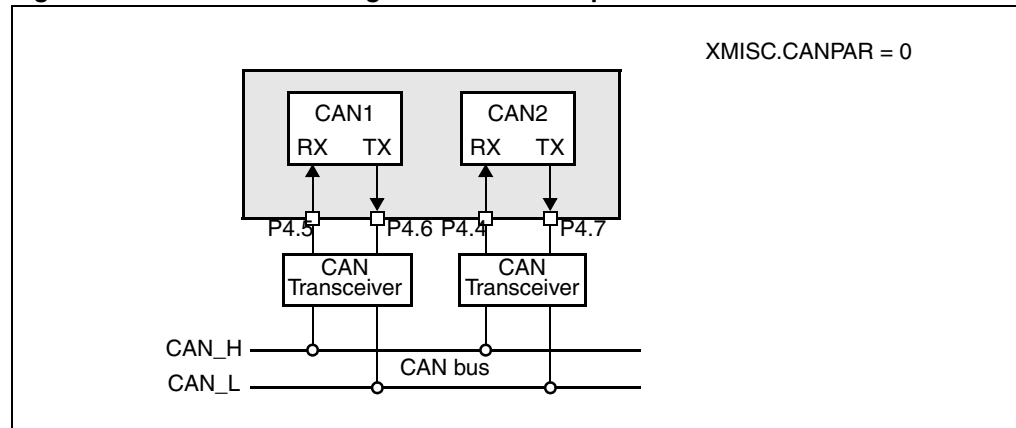 XMISC.CANPAR = 0
CAN1 CAN2
RX TX RX TX
P4.5 P4.6 P4.4 P4.7
CAN CAN
Transceiver Transceiver
CAN_H
CAN bus
CAN_L